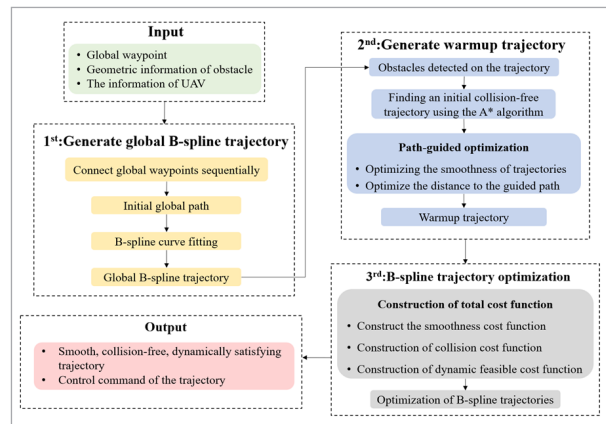 Input
• Global waypoint
• Geometric information of obstacle
• The information of UAV
1st:Generate global B-spline trajectory
Connect global waypoints sequentially
Initial global path
B-spline curve fitting
Global B-spline trajectory
2nd:Generate warmup trajectory
Obstacles detected on the trajectory
Finding an initial collision-free
trajectory using the A* algorithm
Path-guided optimization
• Optimizing the smoothness of trajectories
• Optimize the distance to the guided path
Warmup trajectory
3rd:B-spline trajectory optimization
Construction of total cost function
• Construct the smoothness cost function
• Construction of collision cost function
• Construction of dynamic feasible cost function
Optimization of B-spline trajectories
Output
• Smooth, collision-free, dynamically satisfying
trajectory
• Control command of the trajectory